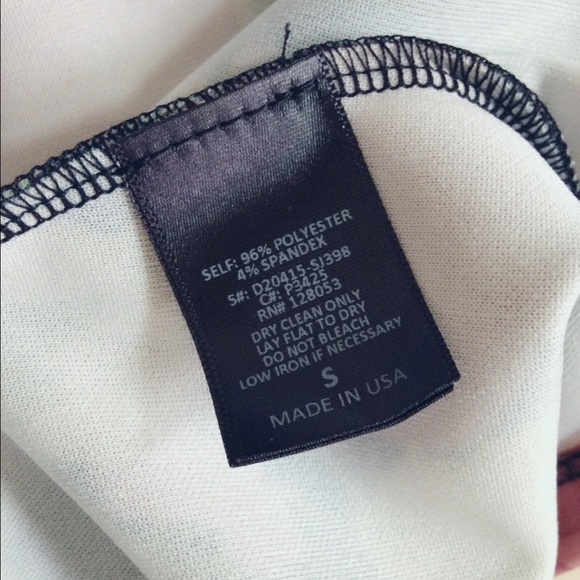 SELF: 96% POLYESTER
4% SPANDEX
S#: D20415-SJ398
C#: P3425
RN# 128053
DRY CLEAN ONLY
LAY FLAT TO DRY
DO NOT BLEACH
LOW IRON IF NECESSARY
S
MADE IN USA